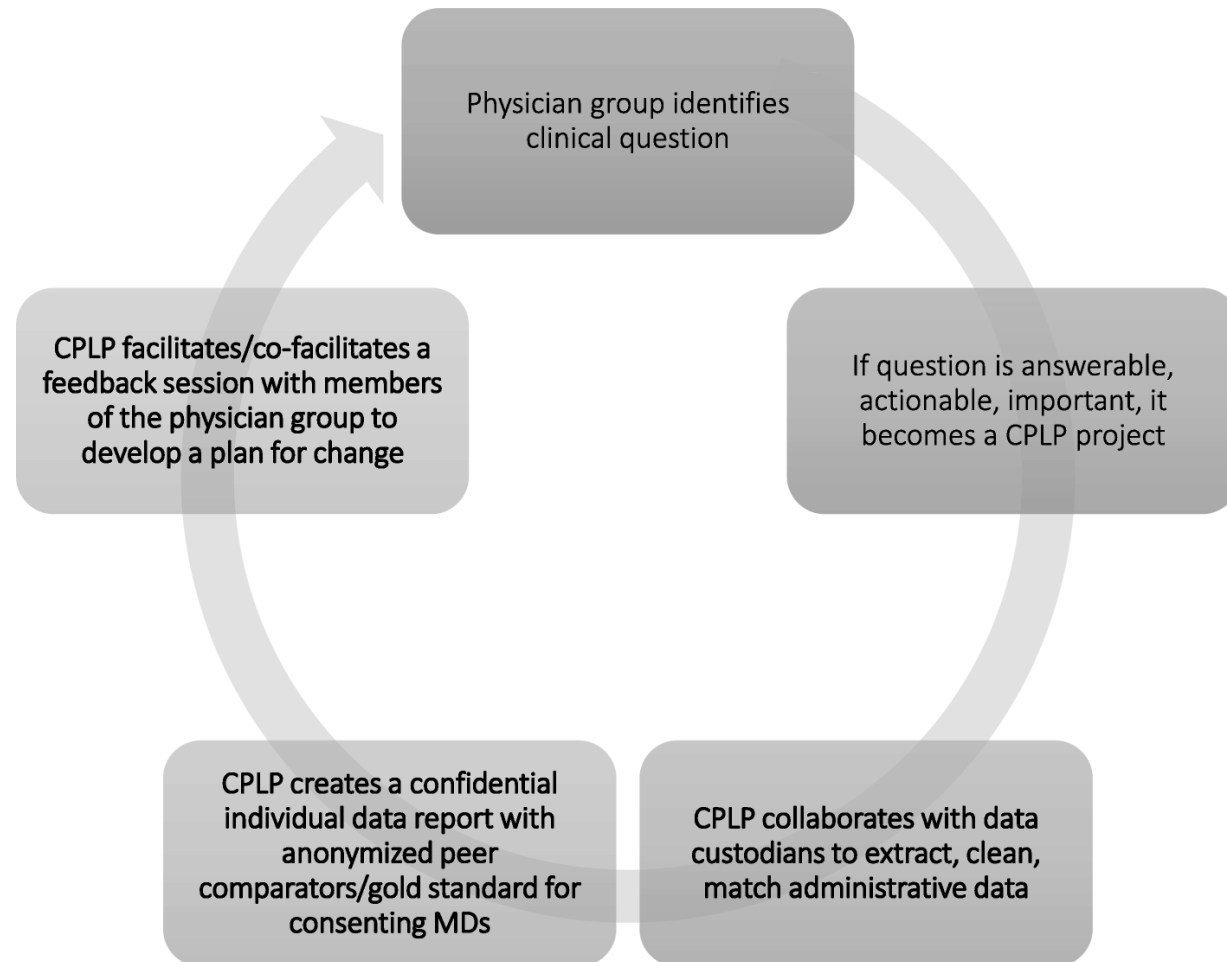 Physician group identifies
clinical question
If question is answerable,
actionable, important, it
becomes a CPLP project
CPLP collaborates with data
custodians to extract, clean,
match administrative data
CPLP creates a confidential
individual data report with
anonymized peer
comparators/gold standard for
consenting MDs
CPLP facilitates/co-facilitates a
feedback session with members
of the physician group to
develop a plan for change